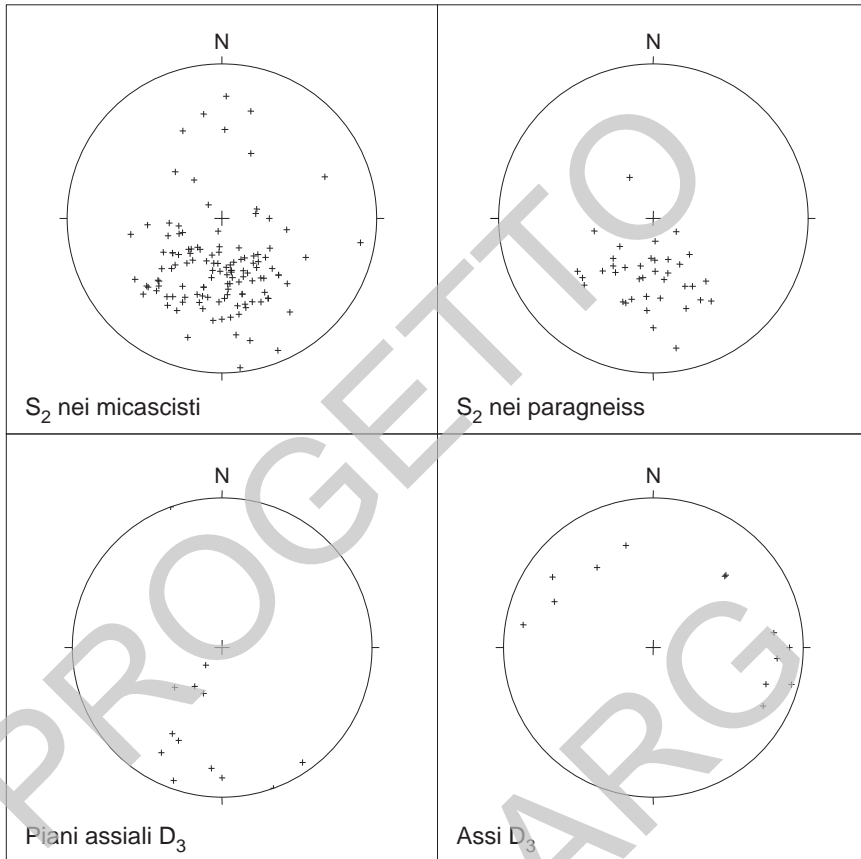 N
N
S₂ nei micascisti
S₂ nei paragneiss
N
N
Piani assiali D₃
Assi D₃
PROGETTO
CARG